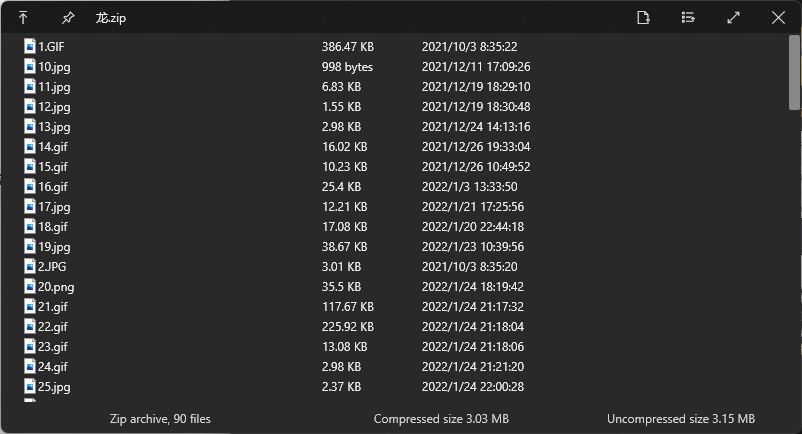 龙.zip
1.GIF 386.47 KB 2021/10/3 8:35:22
10.jpg 998 bytes 2021/12/11 17:09:26
11.jpg 6.83 KB 2021/12/19 18:29:10
12.jpg 1.55 KB 2021/12/19 18:30:48
13.jpg 2.98 KB 2021/12/24 14:13:16
14.gif 16.02 KB 2021/12/26 19:33:04
15.gif 10.23 KB 2021/12/26 10:49:52
16.gif 25.4 KB 2022/1/3 13:33:50
17.jpg 12.21 KB 2022/1/21 17:25:56
18.gif 17.08 KB 2022/1/20 22:44:18
19.jpg 38.67 KB 2022/1/23 10:39:56
2.JPG 3.01 KB 2021/10/3 8:35:20
20.png 35.5 KB 2022/1/24 18:19:42
21.gif 117.67 KB 2022/1/24 21:17:32
22.gif 225.92 KB 2022/1/24 21:18:04
23.gif 13.08 KB 2022/1/24 21:18:06
24.gif 2.98 KB 2022/1/24 21:21:20
25.jpg 2.37 KB 2022/1/24 22:00:28
Zip archive, 90 files Compressed size 3.03 MB Uncompressed size 3.15 MB